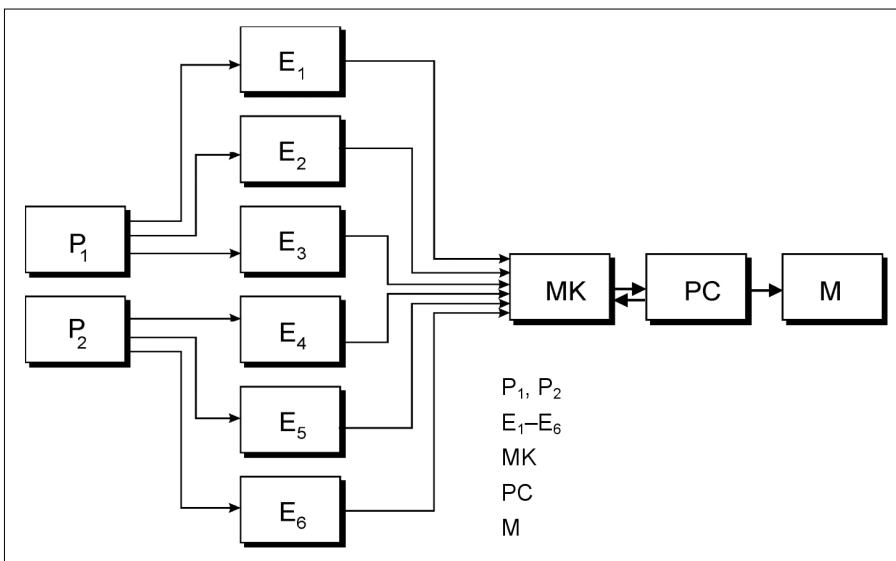 E₁
E₂
E₃
E₄
E₅
E₆
P₁
P₂
MK
PC
M
P₁, P₂
E₁–E₆
MK
PC
M